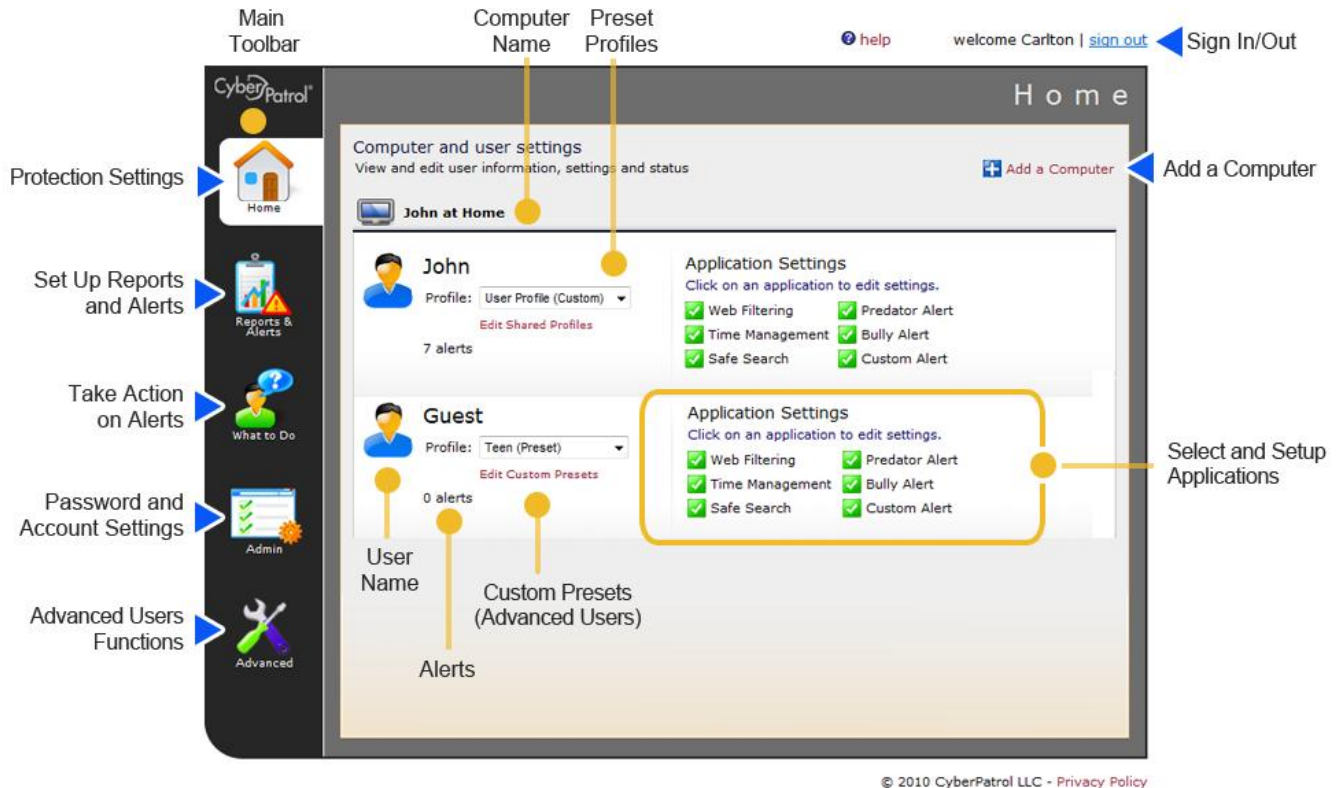 Main
Toolbar
Computer
Name
Preset
Profiles
help
welcome Carlton | sign out
Sign In/Out
CyberPatrol®
Home
Computer and user settings
View and edit user information, settings and status
Add a Computer
Add a Computer
Protection Settings
Home
John at Home
John
Profile: User Profile (Custom)
Edit Shared Profiles
7 alerts
Application Settings
Click on an application to edit settings.
Web Filtering
Predator Alert
Time Management
Bully Alert
Safe Search
Custom Alert
Set Up Reports
and Alerts
Reports &
Alerts
Take Action
on Alerts
What to Do
Guest
Profile: Teen (Preset)
Edit Custom Presets
0 alerts
Application Settings
Click on an application to edit settings.
Web Filtering
Predator Alert
Time Management
Bully Alert
Safe Search
Custom Alert
Select and Setup
Applications
Password and
Account Settings
Admin
User
Name
Custom Presets
(Advanced Users)
Alerts
Advanced Users
Functions
Advanced
© 2010 CyberPatrol LLC - Privacy Policy